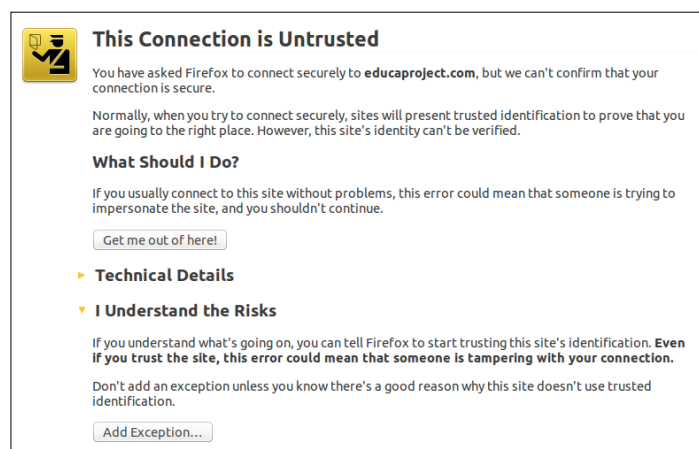 This Connection is Untrusted
You have asked Firefox to connect securely to educaproject.com, but we can't confirm that your
connection is secure.
Normally, when you try to connect securely, sites will present trusted identification to prove that you
are going to the right place. However, this site's identity can't be verified.
What Should I Do?
If you usually connect to this site without problems, this error could mean that someone is trying to
impersonate the site, and you shouldn't continue.
Get me out of here!
Technical Details
I Understand the Risks
If you understand what's going on, you can tell Firefox to start trusting this site's identification. Even
if you trust the site, this error could mean that someone is tampering with your connection.
Don't add an exception unless you know there's a good reason why this site doesn't use trusted
identification.
Add Exception...